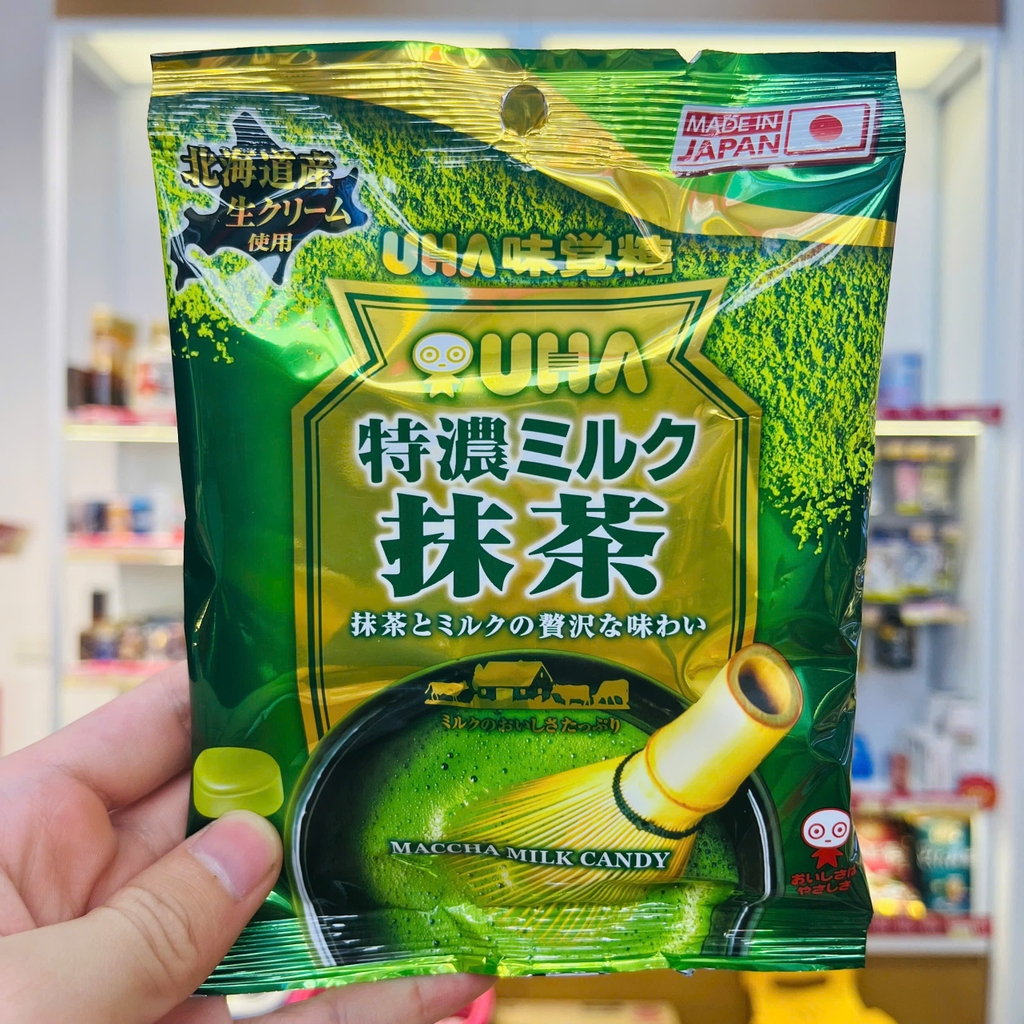 MADE IN
JAPAN
北海道産
生クリーム
使用
UHA味覚糖
UHA
特濃ミルク
抹茶
抹茶とミルクの贅沢な味わい
ミルクのおいしさたっぷり
MACCHA MILK CANDY
おいしさは
やさしさ